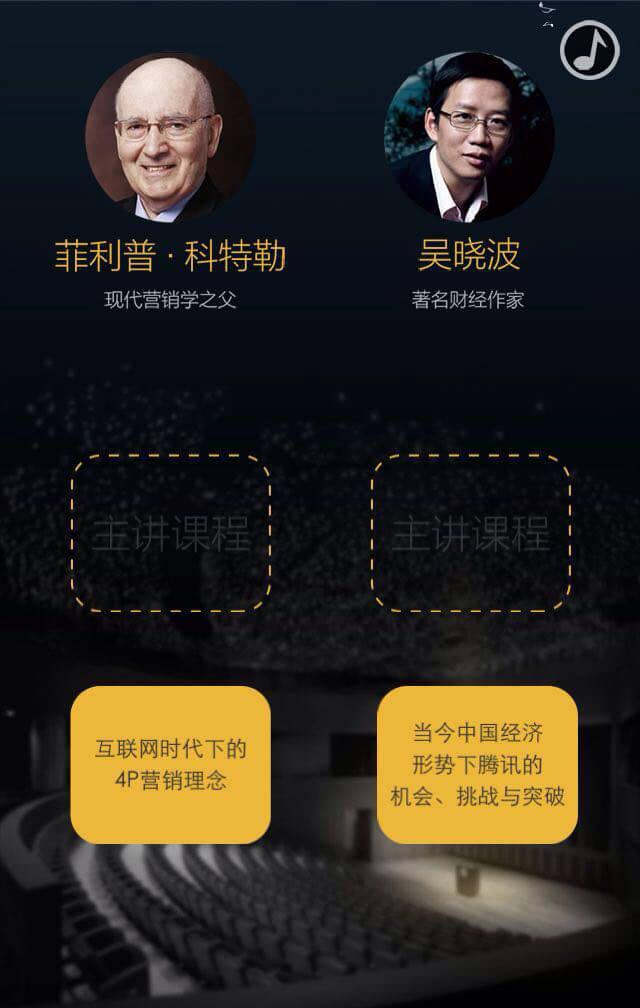 菲利普·科特勒
吴晓波
现代营销学之父
著名财经作家
主讲课程
主讲课程
互联网时代下的
4P营销理念
当今中国经济
形势下腾讯的
机会、挑战与突破